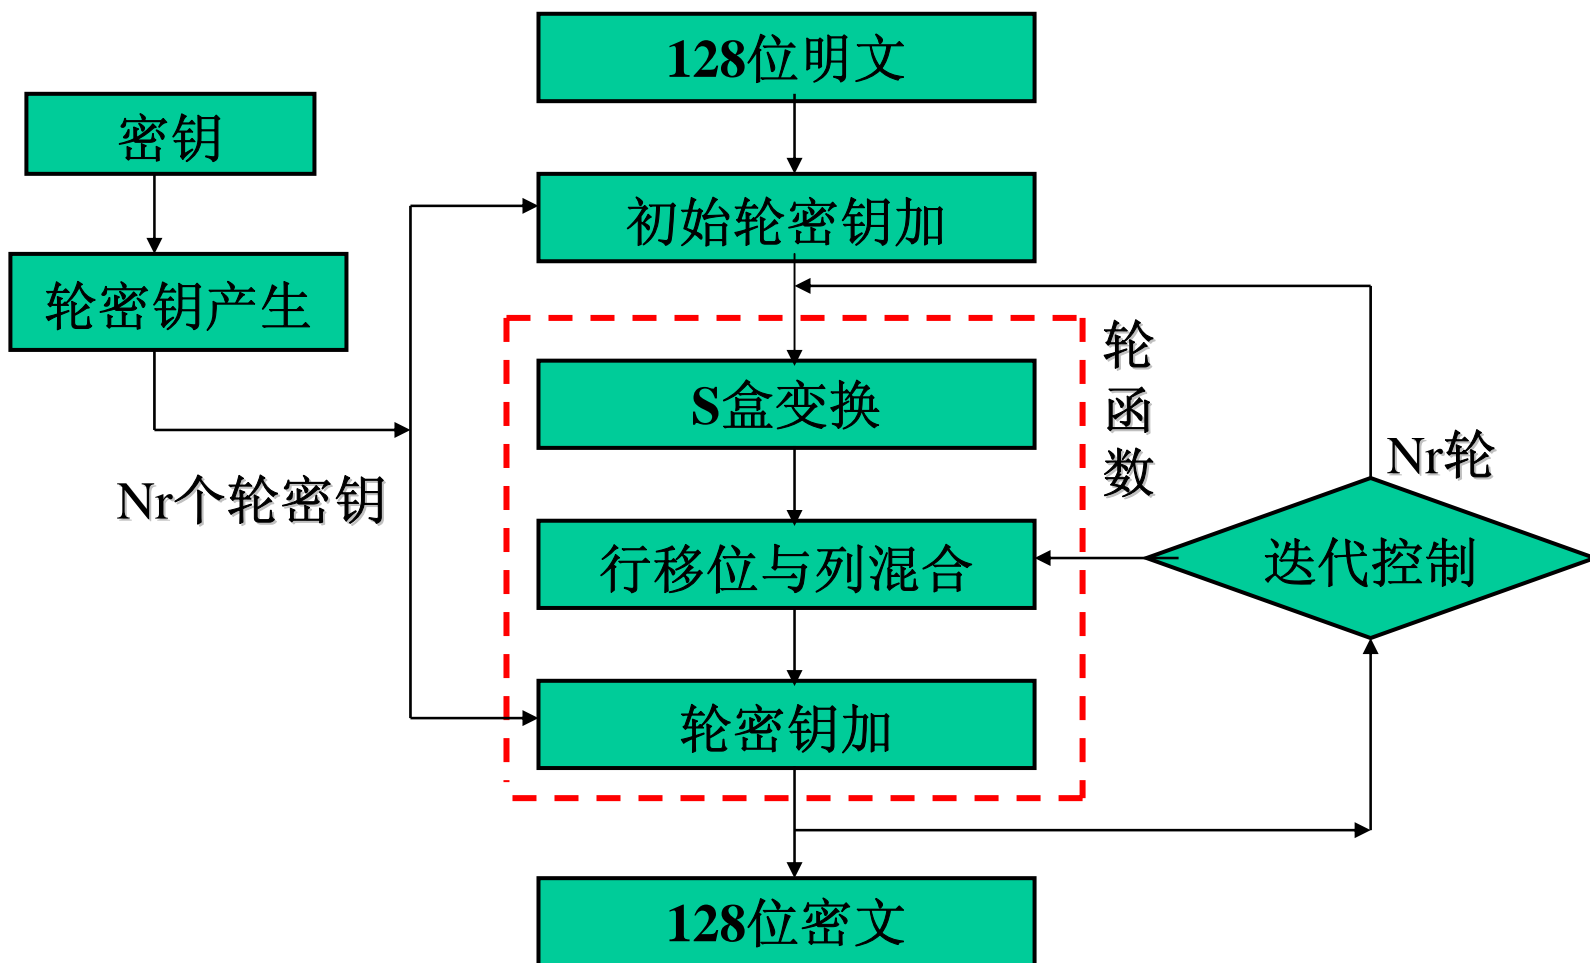 128位明文
密钥
初始轮密钥加
轮密钥产生
轮函数
S盒变换
Nr轮
Nr个轮密钥
行移位与列混合
迭代控制
轮密钥加
128位密文